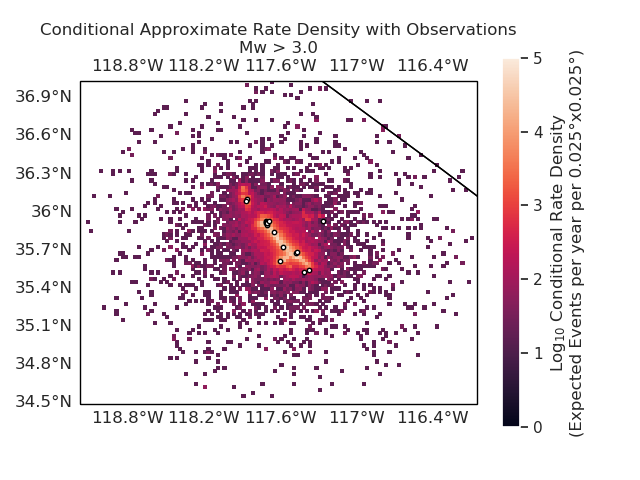 Conditional Approximate Rate Density with Observations
Mw > 3.0
118.8°W 118.2°W 117.6°W 117°W 116.4°W
36.9°N
36.6°N
36.3°N
36°N
35.7°N
35.4°N
35.1°N
34.8°N
34.5°N
118.8°W 118.2°W 117.6°W 117°W 116.4°W
5
4
3
2
1
0
Log₁₀ Conditional Rate Density
(Expected Events per year per 0.025°x0.025°)